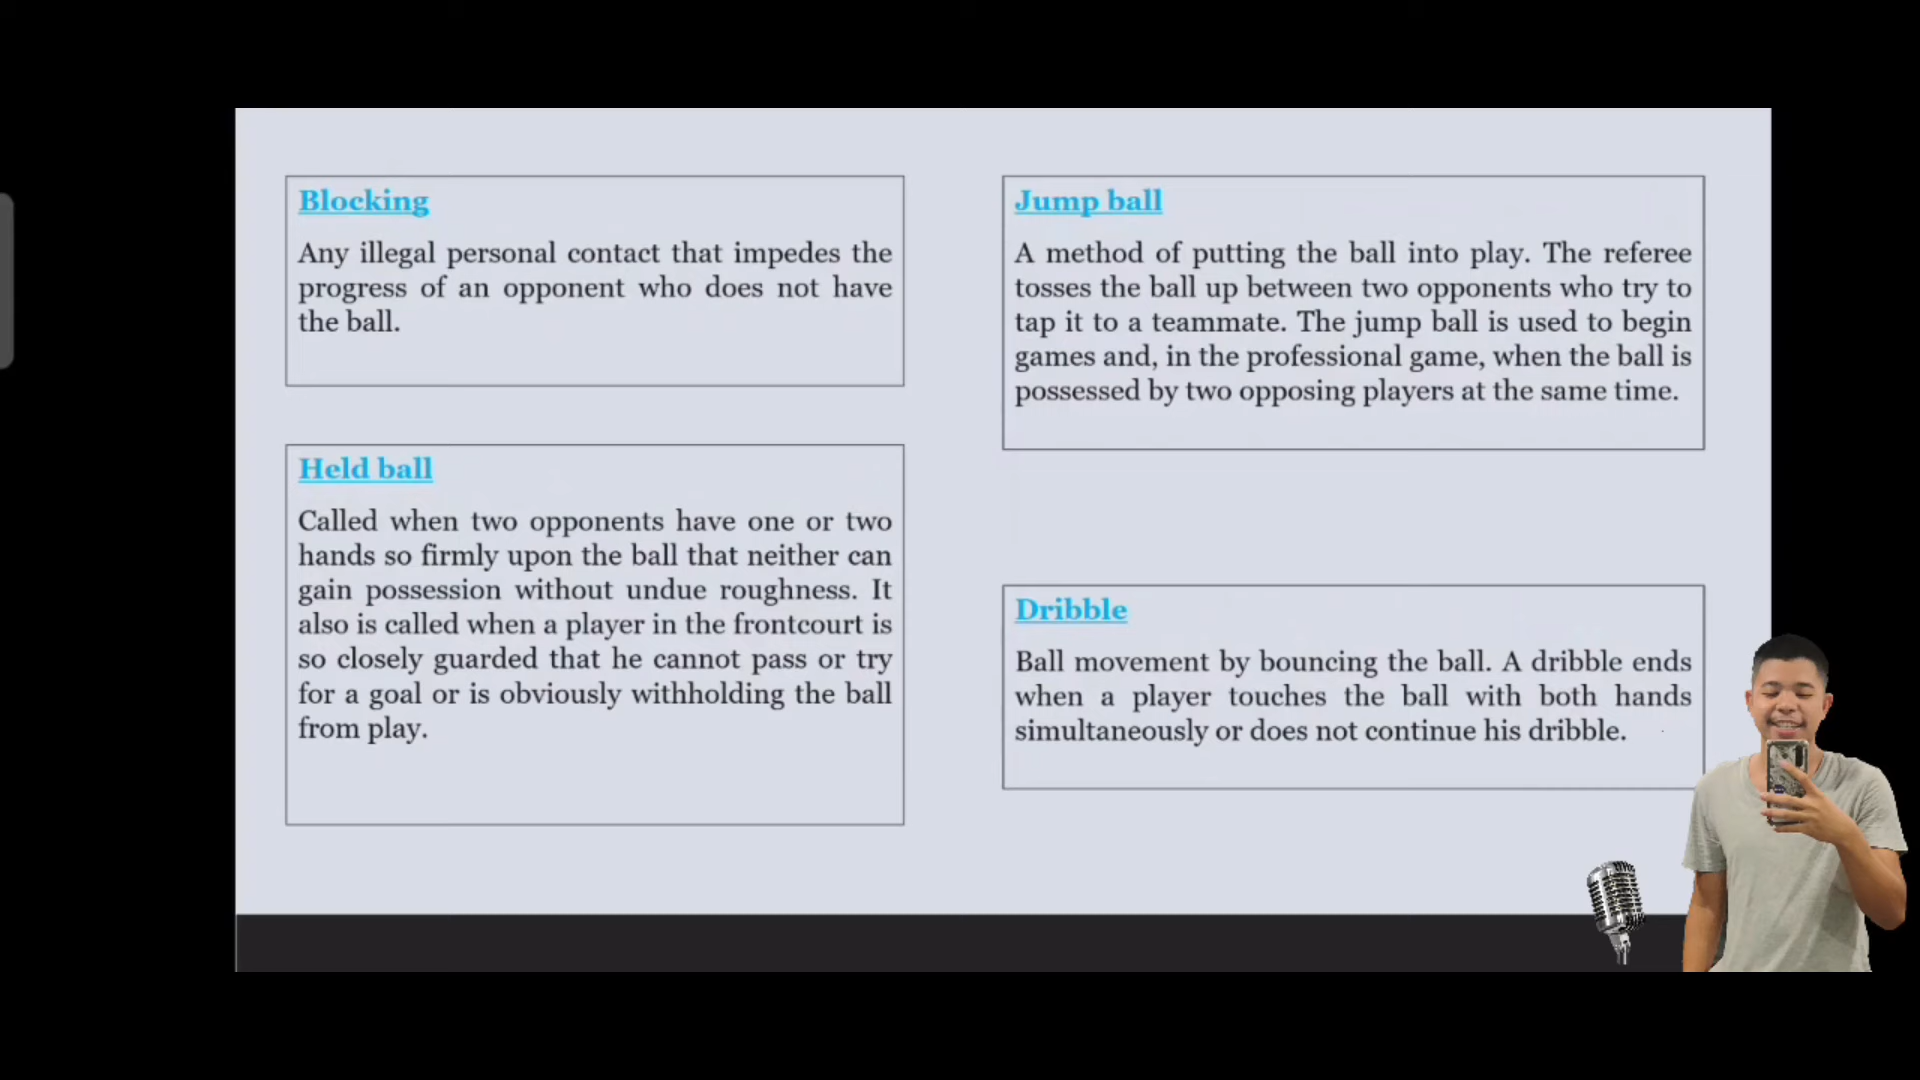 Blocking
Any illegal personal contact that impedes the
progress of an opponent who does not have
the ball.
Held ball
Called when two opponents have one or two
hands so firmly upon the ball that neither can
gain possession without undue roughness. It
also is called when a player in the frontcourt is
so closely guarded that he cannot pass or try
for a goal or is obviously withholding the ball
from play.
Jump ball
A method of putting the ball into play. The referee
tosses the ball up between two opponents who try to
tap it to a teammate. The jump ball is used to begin
games and, in the professional game, when the ball is
possessed by two opposing players at the same time.
Dribble
Ball movement by bouncing the ball. A dribble ends
when a player touches the ball with both hands
simultaneously or does not continue his dribble.